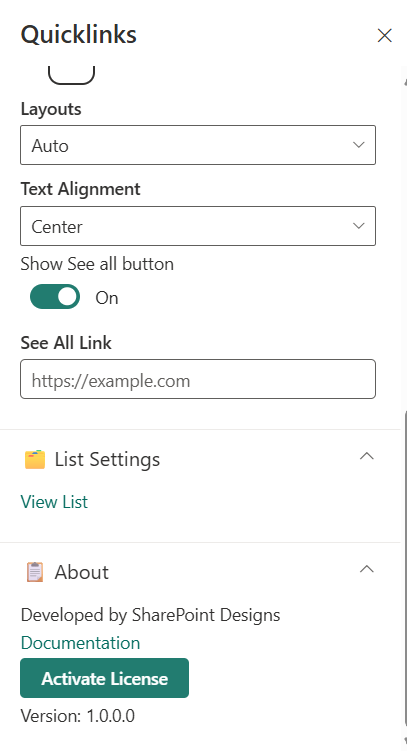 Quicklinks
Layouts
Auto
Text Alignment
Center
Show See all button
On
See All Link
https://example.com
List Settings
View List
About
Developed by SharePoint Designs
Documentation
Activate License
Version: 1.0.0.0